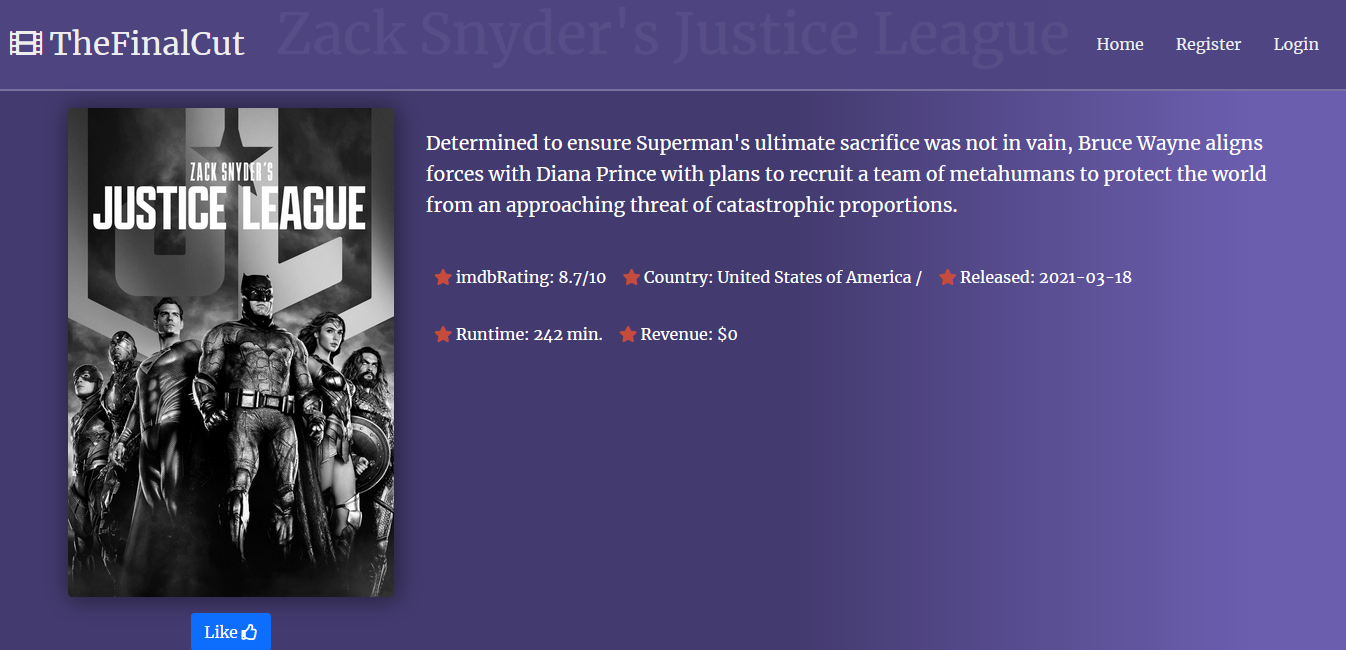 TheFinalCut
Zack Snyder's Justice League
Home
Register
Login
ZACK SNYDER'S
JUSTICE LEAGUE
Determined to ensure Superman's ultimate sacrifice was not in vain, Bruce Wayne aligns
forces with Diana Prince with plans to recruit a team of metahumans to protect the world
from an approaching threat of catastrophic proportions.
imdbRating: 8.7/10 Country: United States of America / Released: 2021-03-18
Runtime: 242 min. Revenue: $0
Like